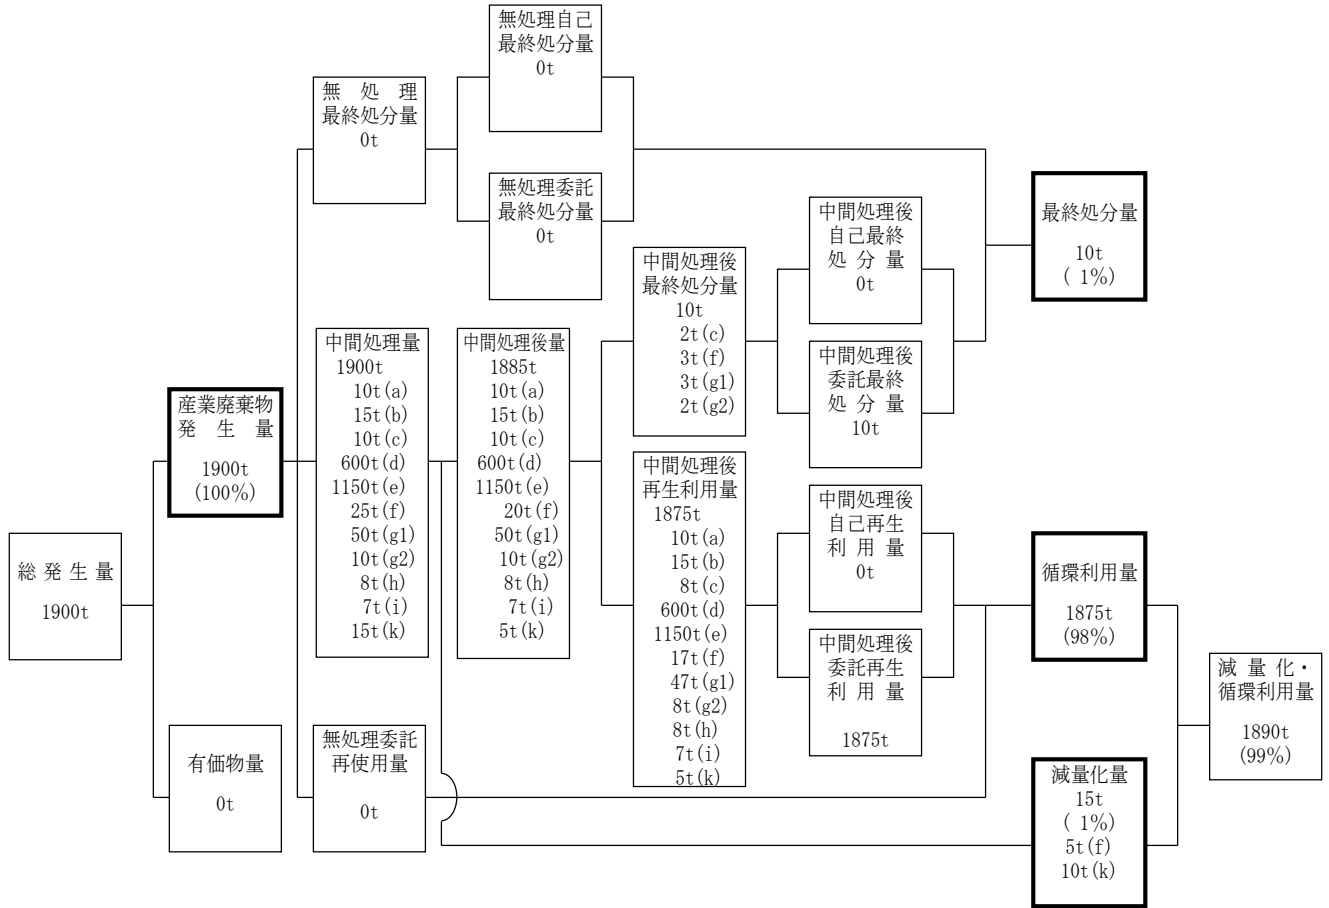 無処理自己
最終処分量
0t
無　処　理
最終処分量
0t
無処理委託
最終処分量
0t
中間処理後
自己最終
処 分 量
0t
最終処分量
10t
( 1%)
中間処理後
最終処分量
10t
2t(c)
3t(f)
3t(g1)
2t(g2)
中間処理後
委託最終
処 分 量
10t
中間処理量
1900t
10t(a)
15t(b)
10t(c)
600t(d)
1150t(e)
25t(f)
50t(g1)
10t(g2)
8t(h)
7t(i)
15t(k)
中間処理後量
1885t
10t(a)
15t(b)
10t(c)
600t(d)
1150t(e)
20t(f)
50t(g1)
10t(g2)
8t(h)
7t(i)
5t(k)
産業廃棄物
発　生　量
1900t
(100%)
中間処理後
再生利用量
1875t
10t(a)
15t(b)
8t(c)
600t(d)
1150t(e)
17t(f)
47t(g1)
8t(g2)
8t(h)
7t(i)
5t(k)
中間処理後
自己再生
利 用 量
0t
総 発 生 量
1900t
循環利用量
1875t
(98%)
中間処理後
委託再生
利 用 量
1875t
減 量 化・
循環利用量
1890t
(99%)
有価物量
0t
無処理委託
再使用量
0t
減量化量
15t
( 1%)
5t(f)
10t(k)